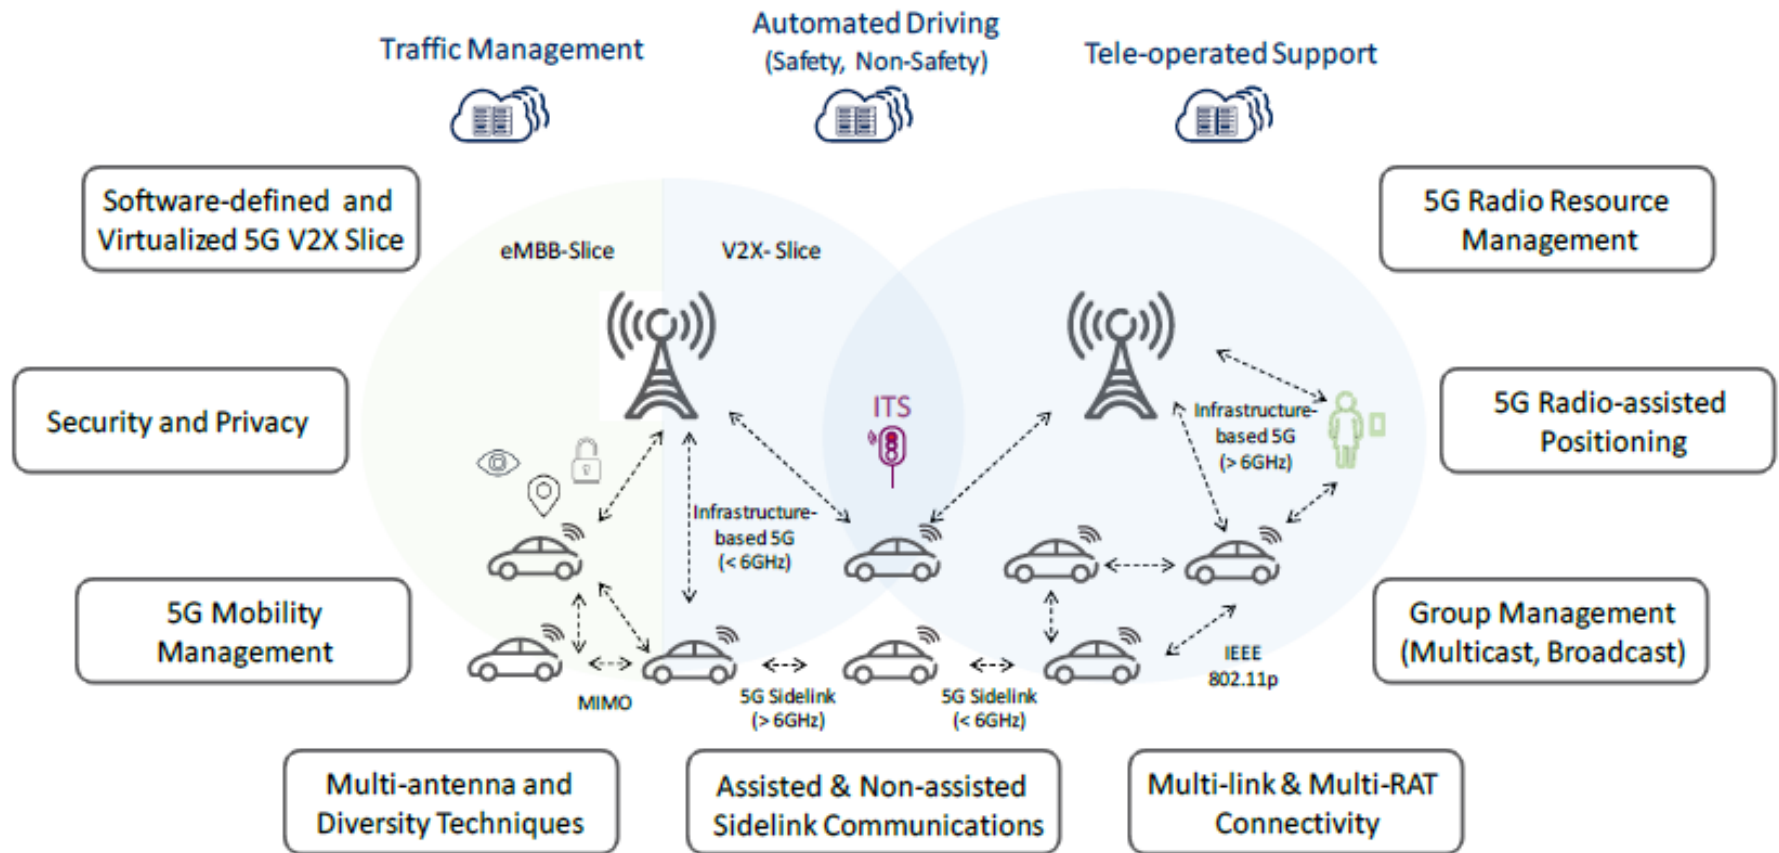 Traffic Management
Automated Driving
(Safety, Non-Safety)
Tele-operated Support
Software-defined and
Virtualized 5G V2X Slice
5G Radio Resource
Management
eMBB-Slice
V2X- Slice
Security and Privacy
ITS
Infrastructure-
based 5G
(> 6GHz)
5G Radio-assisted
Positioning
Infrastructure-
based 5G
(< 6GHz)
5G Mobility
Management
Group Management
(Multicast, Broadcast)
MIMO
5G Sidelink
(> 6GHz)
5G Sidelink
(< 6GHz)
IEEE
802.11p
Multi-antenna and
Diversity Techniques
Assisted & Non-assisted
Sidelink Communications
Multi-link & Multi-RAT
Connectivity